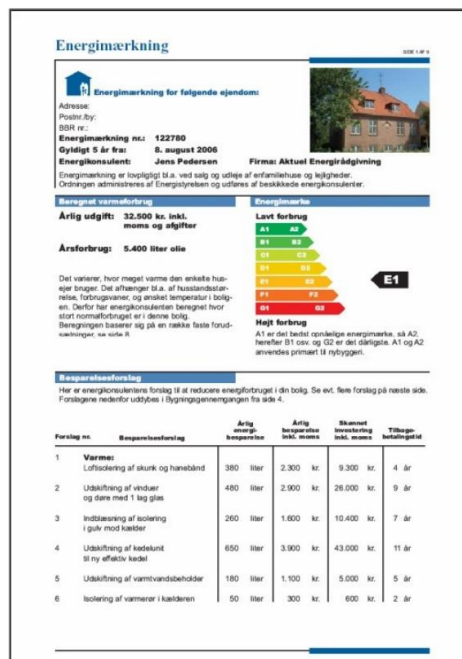 Energimærkning
SIDE 1 AF 9
Energimærkning for følgende ejendom:
Adresse:
Postnr./by:
BBR nr.:
Energimærkning nr.: 122780
Gyldigt 5 år fra: 8. august 2006
Energikonsulent: Jens Pedersen Firma: Aktuel Energirådgivning
Energimærkning er lovpligtigt bl.a. ved salg og udleje af enfamiliehuse og lejligheder.
Ordningen administreres af Energistyrelsen og udføres af beskikkede energikonsulenter.
Beregnet varmeforbrug
Årlig udgift: 32.500 kr. inkl.
moms og afgifter
Årsforbrug: 5.400 liter olie
Det varierer, hvor meget varme den enkelte hus-
ejer bruger. Det afhænger bl.a. af husstandsstør-
relse, forbrugsvaner, og ønsket temperatur i bolig-
en. Derfor har energikonsulenten beregnet hvor
stort normalforbruget er i denne bolig.
Beregningen baserer sig på en række faste forud-
sætninger, se side 8
Energimærke
Lavt forbrug
A1 A2
B1 B2
C1 C2
D1 D2
E1 E2
F1 F2
G1 G2
E1
Højt forbrug
A1 er det bedst opnåelige energimærke, så A2,
herefter B1 osv. og G2 er det dårligste. A1 og A2
anvendes primært til nybyggeri.
Besparelsesforslag
Her er energikonsulentens forslag til at reducere energiforbruget i din bolig. Se evt. flere forslag på næste side.
Forslagene nedenfor uddybes i Bygningsgennemgangen fra side 4.
Forslag nr. Besparelsesforslag Årlig energi-besparelse Årlig besparelse inkl. moms Skønnet investering inkl. moms Tilbage-betalingstid
1 Varme:
Loftisolering af skunk og hanebånd 380 liter 2.300 kr. 9.300 kr. 4 år
2 Udskiftning af vinduer
og døre med 1 lag glas 480 liter 2.900 kr. 26.000 kr. 9 år
3 Indblæsning af isolering
i gulv mod kælder 260 liter 1.600 kr. 10.400 kr. 7 år
4 Udskiftning af kedelunit
til ny effektiv kedel 650 liter 3.900 kr. 43.000 kr. 11 år
5 Udskiftning af varmtvandsbeholder 180 liter 1.100 kr. 5.000 kr. 5 år
6 Isolering af varmerør i kælderen 50 liter 300 kr. 600 kr. 2 år